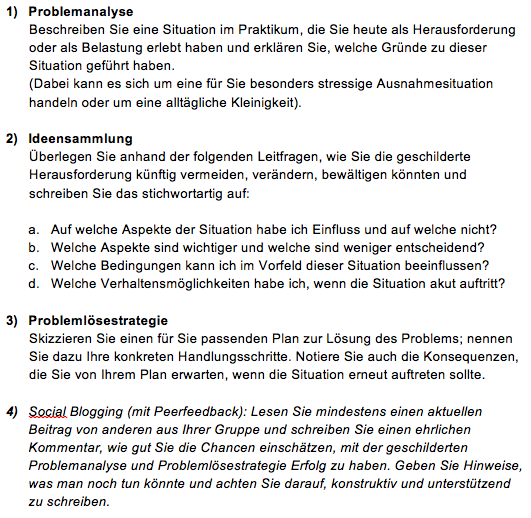 1) Problemanalyse
Beschreiben Sie eine Situation im Praktikum, die Sie heute als Herausforderung
oder als Belastung erlebt haben und erklären Sie, welche Gründe zu dieser
Situation geführt haben.
(Dabei kann es sich um eine für Sie besonders stressige Ausnahmesituation
handeln oder um eine alltägliche Kleinigkeit).
2) Ideensammlung
Überlegen Sie anhand der folgenden Leitfragen, wie Sie die geschilderte
Herausforderung künftig vermeiden, verändern, bewältigen könnten und
schreiben Sie das stichwortartig auf:
a. Auf welche Aspekte der Situation habe ich Einfluss und auf welche nicht?
b. Welche Aspekte sind wichtiger und welche sind weniger entscheidend?
c. Welche Bedingungen kann ich im Vorfeld dieser Situation beeinflussen?
d. Welche Verhaltensmöglichkeiten habe ich, wenn die Situation akut auftritt?
3) Problemlösestrategie
Skizzieren Sie einen für Sie passenden Plan zur Lösung des Problems; nennen
Sie dazu Ihre konkreten Handlungsschritte. Notiere Sie auch die Konsequenzen,
die Sie von Ihrem Plan erwarten, wenn die Situation erneut auftreten sollte.
4) Social Blogging (mit Peerfeedback): Lesen Sie mindestens einen aktuellen
Beitrag von anderen aus Ihrer Gruppe und schreiben Sie einen ehrlichen
Kommentar, wie gut Sie die Chancen einschätzen, mit der geschilderten
Problemanalyse und Problemlösestrategie Erfolg zu haben. Geben Sie Hinweise,
was man noch tun könnte und achten Sie darauf, konstruktiv und unterstützend
zu schreiben.